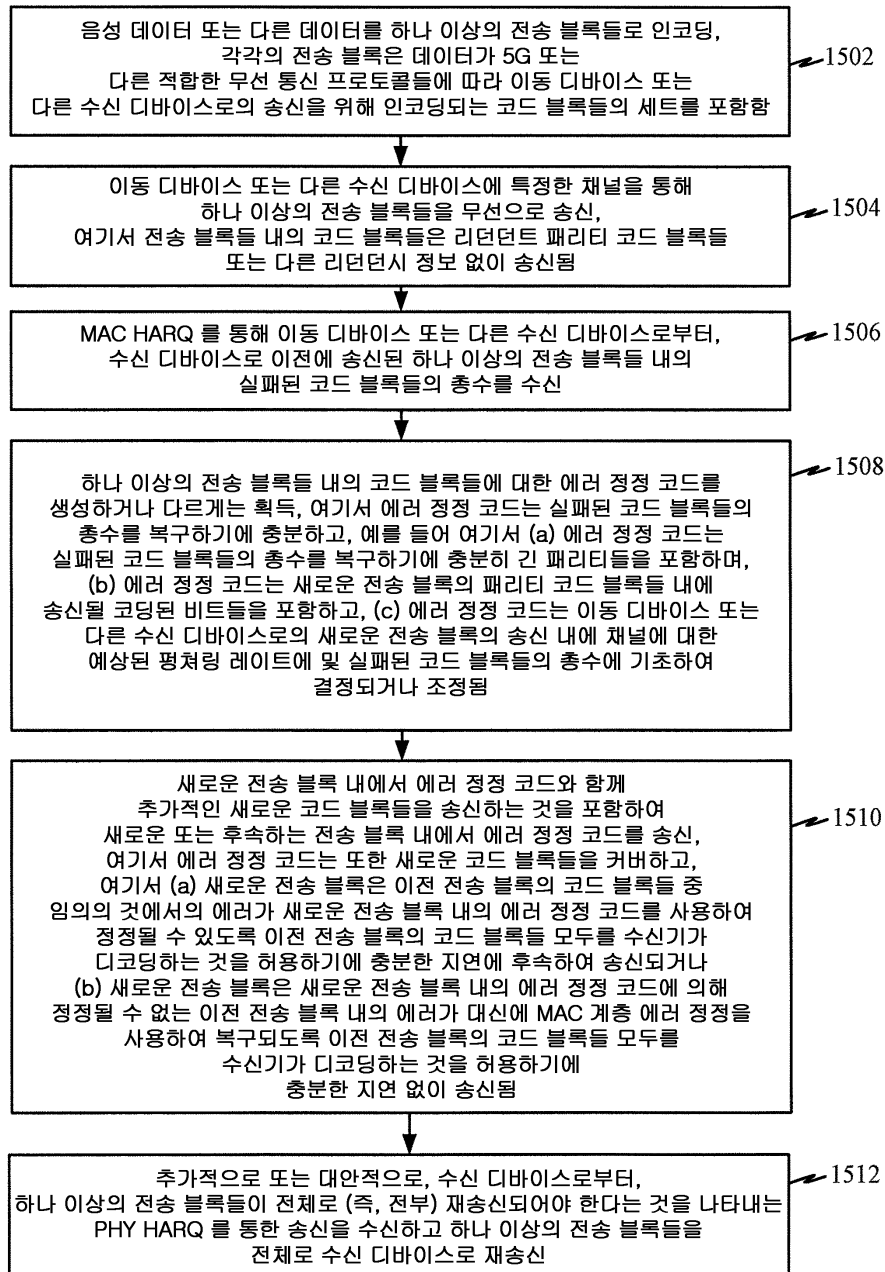 음성 데이터 또는 다른 데이터를 하나 이상의 전송 블록들로 인코딩,
각각의 전송 블록은 데이터가 5G 또는
다른 적합한 무선 통신 프로토콜들에 따라 이동 디바이스 또는
다른 수신 디바이스로의 송신을 위해 인코딩되는 코드 블록들의 세트를 포함함
1502
이동 디바이스 또는 다른 수신 디바이스에 특정한 채널을 통해
하나 이상의 전송 블록들을 무선으로 송신,
여기서 전송 블록들 내의 코드 블록들은 리던던트 패리티 코드 블록들
또는 다른 리던던시 정보 없이 송신됨
1504
MAC HARQ 를 통해 이동 디바이스 또는 다른 수신 디바이스로부터,
수신 디바이스로 이전에 송신된 하나 이상의 전송 블록들 내의
실패된 코드 블록들의 총수를 수신
1506
하나 이상의 전송 블록들 내의 코드 블록들에 대한 에러 정정 코드를
생성하거나 다르게는 획득, 여기서 에러 정정 코드는 실패된 코드 블록들의
총수를 복구하기에 충분하고, 예를 들어 여기서 (a) 에러 정정 코드는
실패된 코드 블록들의 총수를 복구하기에 충분히 긴 패리티들을 포함하며,
(b) 에러 정정 코드는 새로운 전송 블록의 패리티 코드 블록들 내에
송신될 코딩된 비트들을 포함하고, (c) 에러 정정 코드는 이동 디바이스 또는
다른 수신 디바이스로의 새로운 전송 블록의 송신 내에 채널에 대한
예상된 펑쳐링 레이트에 및 실패된 코드 블록들의 총수에 기초하여
결정되거나 조정됨
1508
새로운 전송 블록 내에서 에러 정정 코드와 함께
추가적인 새로운 코드 블록들을 송신하는 것을 포함하여
새로운 또는 후속하는 전송 블록 내에서 에러 정정 코드를 송신,
여기서 에러 정정 코드는 또한 새로운 코드 블록들을 커버하고,
여기서 (a) 새로운 전송 블록은 이전 전송 블록의 코드 블록들 중
임의의 것에서의 에러가 새로운 전송 블록 내의 에러 정정 코드를 사용하여
정정될 수 있도록 이전 전송 블록의 코드 블록들 모두를 수신기가
디코딩하는 것을 허용하기에 충분한 지연에 후속하여 송신되거나
(b) 새로운 전송 블록은 새로운 전송 블록 내의 에러 정정 코드에 의해
정정될 수 없는 이전 전송 블록 내의 에러가 대신에 MAC 계층 에러 정정을
사용하여 복구되도록 이전 전송 블록의 코드 블록들 모두를
수신기가 디코딩하는 것을 허용하기에
충분한 지연 없이 송신됨
1510
추가적으로 또는 대안적으로, 수신 디바이스로부터,
하나 이상의 전송 블록들이 전체로 (즉, 전부) 재송신되어야 한다는 것을 나타내는
PHY HARQ 를 통한 송신을 수신하고 하나 이상의 전송 블록들을
전체로 수신 디바이스로 재송신
1512